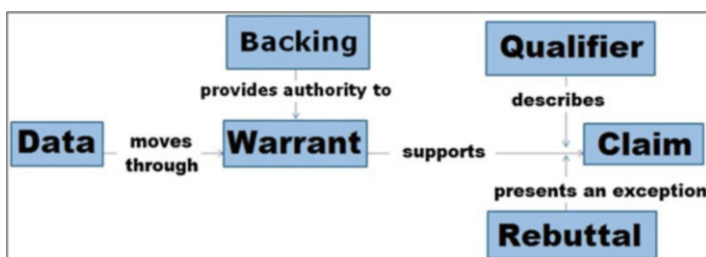 Backing
Qualifier
provides authority to
describes
Data
moves
through
Warrant
supports
Claim
presents an exception
Rebuttal